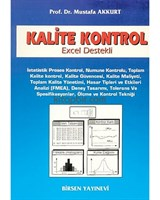 Prof. Dr. Mustafa AKKURT
KALİTE KONTROL
Excel Destekli
İstatistik Proses Kontrol, Numune Kontrolu, Toplam
Kalite kontrol, Kalite Güvencesi, Kalite Maliyeti,
Toplam Kalite Yönetimi, Hasar Tipleri ve Etkileri
Analizi (FMEA), Deney Tasarımı, Tolerans Ve
Spesifikasyonlar, Ölçme ve Kontrol Tekniği
BİRSEN YAYINEVİ